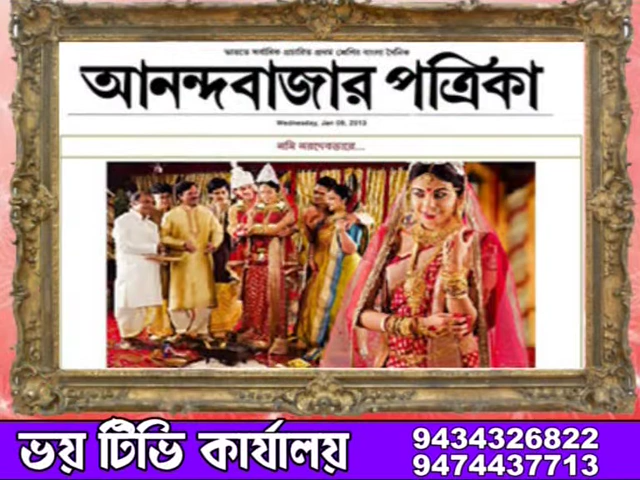 ভারতে সর্বাধিক প্রচারিত প্রথম শ্রেণির বাংলা দৈনিক
আনন্দবাজার পত্রিকা
Wednesday, Jan 09, 2013
ভয় টিভি কার্যালয়
9434326822
9474437713